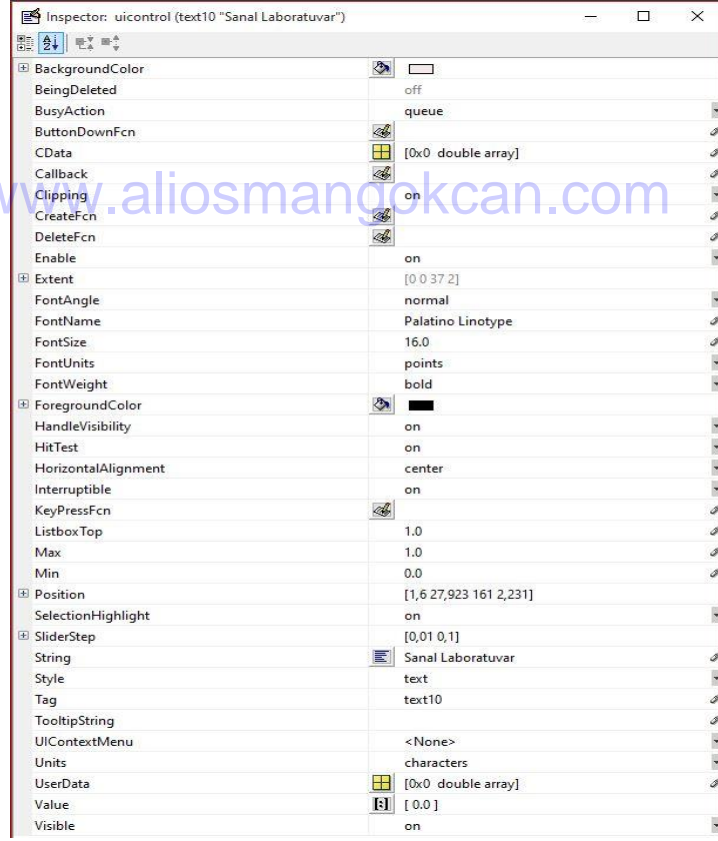 Inspector: uicontrol (text10 "Sanal Laboratuvar")
BackgroundColor
BeingDeleted off
BusyAction queue
ButtonDownFcn
CData [0x0 double array]
Callback
www.aliosmangokcan.com
Clipping on
CreateFcn
DeleteFcn
Enable on
Extent [0 0 37 2]
FontAngle normal
FontName Palatino Linotype
FontSize 16.0
FontUnits points
FontWeight bold
ForegroundColor
HandleVisibility on
HitTest on
HorizontalAlignment center
Interruptible on
KeyPressFcn
ListboxTop 1.0
Max 1.0
Min 0.0
Position [1,6 27,923 161 2,231]
SelectionHighlight on
SliderStep [0,01 0,1]
String Sanal Laboratuvar
Style text
Tag text10
TooltipString
UIContextMenu <None>
Units characters
UserData [0x0 double array]
Value [ 0.0 ]
Visible on